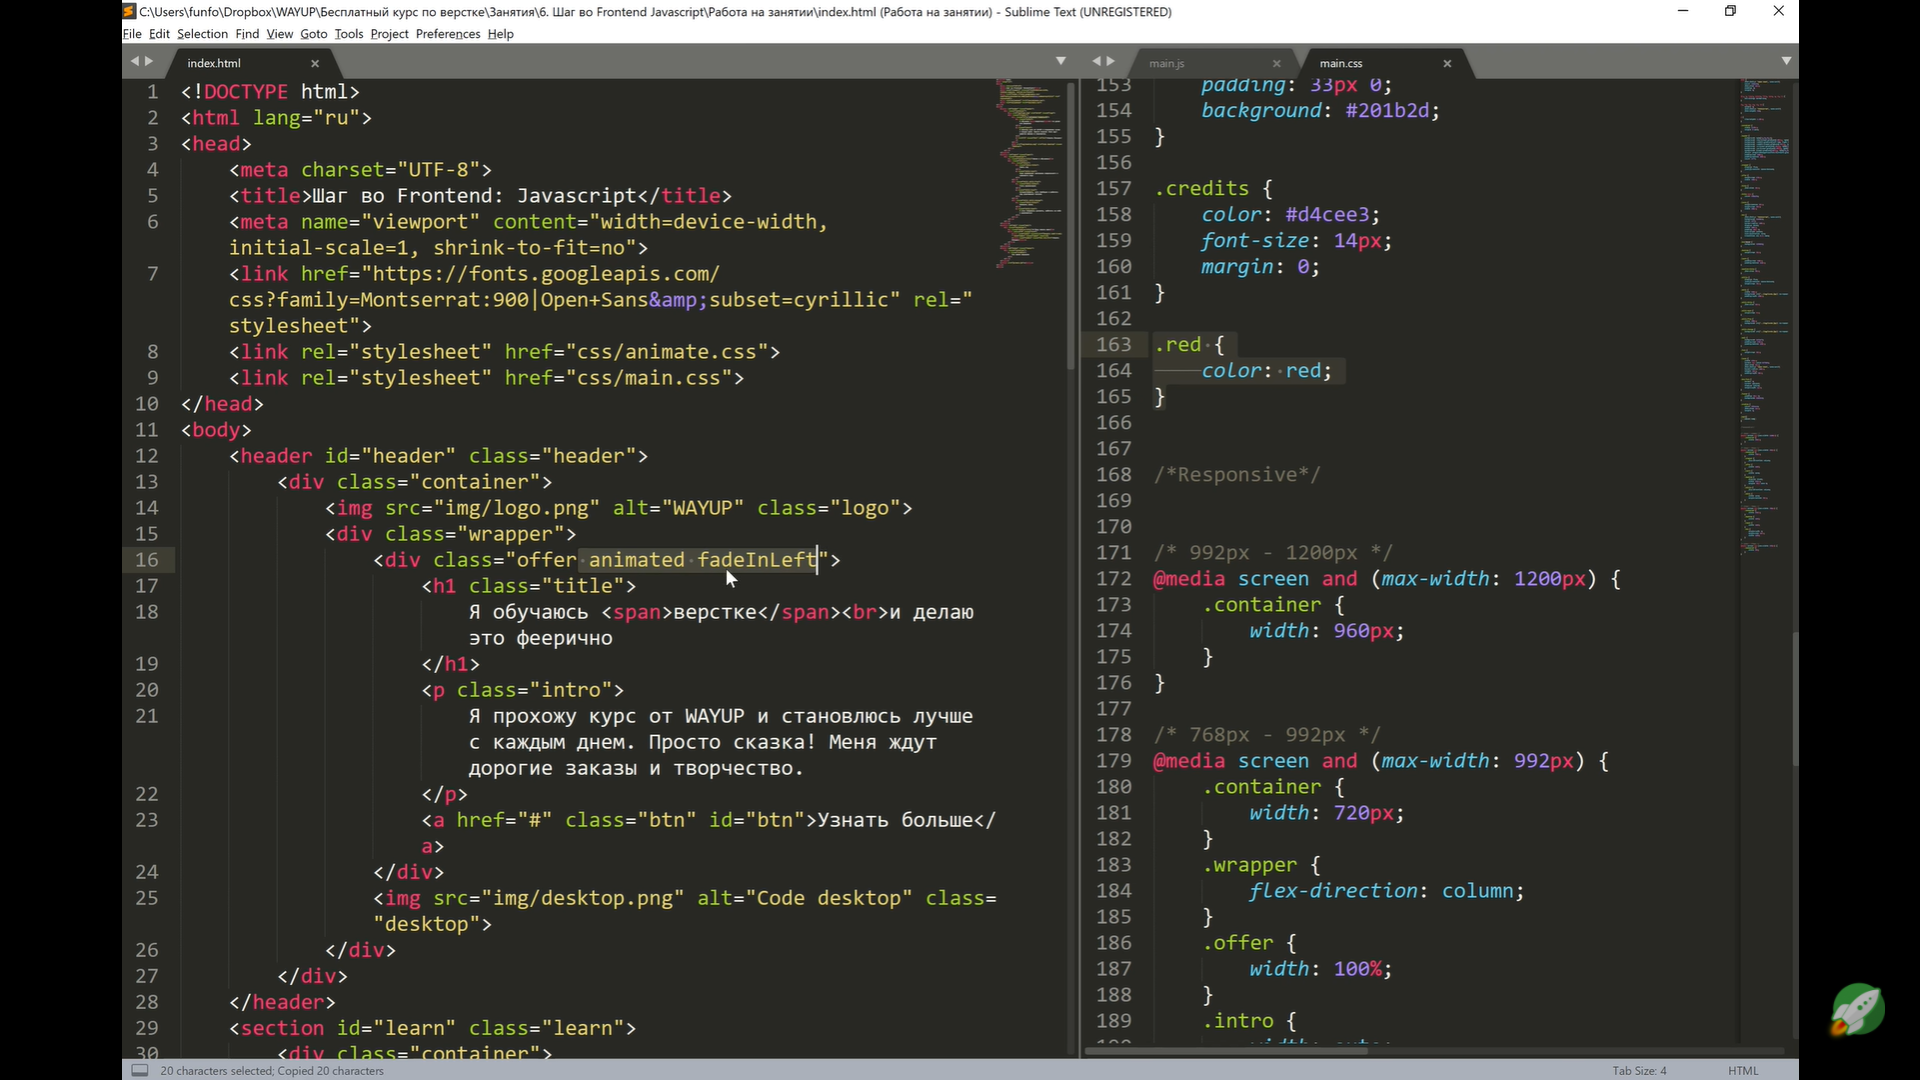 C:\Users\funfo\Dropbox\WAYUP\Бесплатный курс по верстке\Занятия\6. Шаг во Frontend Javascript\Работа на занятии\index.html (Работа на занятии) - Sublime Text (UNREGISTERED)
File Edit Selection Find View Goto Tools Project Preferences Help
index.html
1 <!DOCTYPE html>
2 <html lang="ru">
3 <head>
4 <meta charset="UTF-8">
5 <title>Шаг во Frontend: Javascript</title>
6 <meta name="viewport" content="width=device-width,
initial-scale=1, shrink-to-fit=no">
7 <link href="https://fonts.googleapis.com/
css?family=Montserrat:900|Open+Sans&amp;subset=cyrillic" rel="
stylesheet">
8 <link rel="stylesheet" href="css/animate.css">
9 <link rel="stylesheet" href="css/main.css">
10 </head>
11 <body>
12 <header id="header" class="header">
13 <div class="container">
14 <img src="img/logo.png" alt="WAYUP" class="logo">
15 <div class="wrapper">
16 <div class="offer animated fadeInLeft">
17 <h1 class="title">
18 Я обучаюсь <span>верстке</span><br>и делаю
это феерично
19 </h1>
20 <p class="intro">
21 Я прохожу курс от WAYUP и становлюсь лучше
с каждым днем. Просто сказка! Меня ждут
дорогие заказы и творчество.
22 </p>
23 <a href="#" class="btn" id="btn">Узнать больше</
a>
24 </div>
25 <img src="img/desktop.png" alt="Code desktop" class=
"desktop">
26 </div>
27 </div>
28 </header>
29 <section id="learn" class="learn">
30 <div class="container">
main.js
main.css
153 padding: 33px 0;
154 background: #201b2d;
155 }
156
157 .credits {
158 color: #d4cee3;
159 font-size: 14px;
160 margin: 0;
161 }
162
163 .red {
164 color: red;
165 }
166
167
168 /*Responsive*/
169
170
171 /* 992px - 1200px */
172 @media screen and (max-width: 1200px) {
173 .container {
174 width: 960px;
175 }
176 }
177
178 /* 768px - 992px */
179 @media screen and (max-width: 992px) {
180 .container {
181 width: 720px;
182 }
183 .wrapper {
184 flex-direction: column;
185 }
186 .offer {
187 width: 100%;
188 }
189 .intro {
20 characters selected; Copied 20 characters
Tab Size: 4
HTML